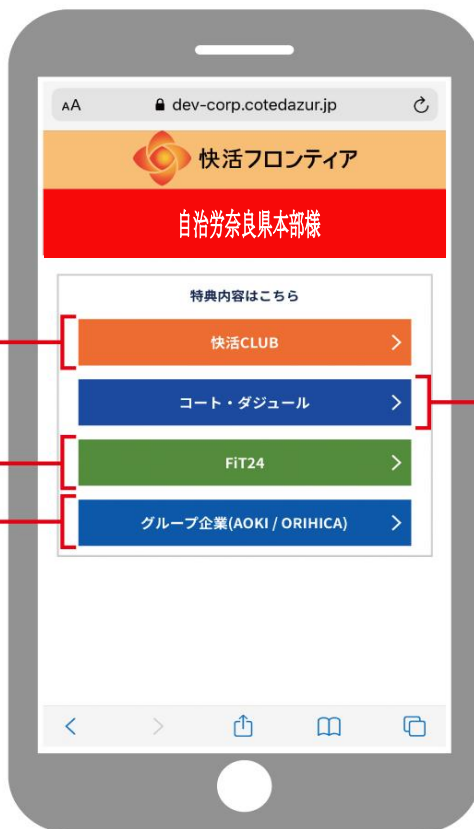 AA dev-corp.cotedazur.jp
快活フロンティア
自治労奈良県本部様
特典内容はこちら
快活CLUB
コート・ダジュール
FiT24
グループ企業(AOKI / ORIHICA)